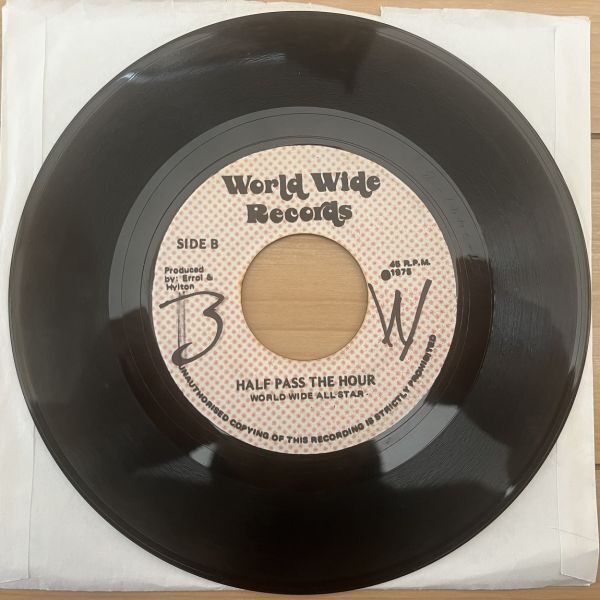 World Wide
Records
SIDE B
Produced
by: Errol &
Hylton
45 R.P.M.
℗1975
B
W
HALF PASS THE HOUR
WORLD WIDE ALL STAR
UNAUTHORISED COPYING OF THIS RECORDING IS STRICTLY PROHIBITED